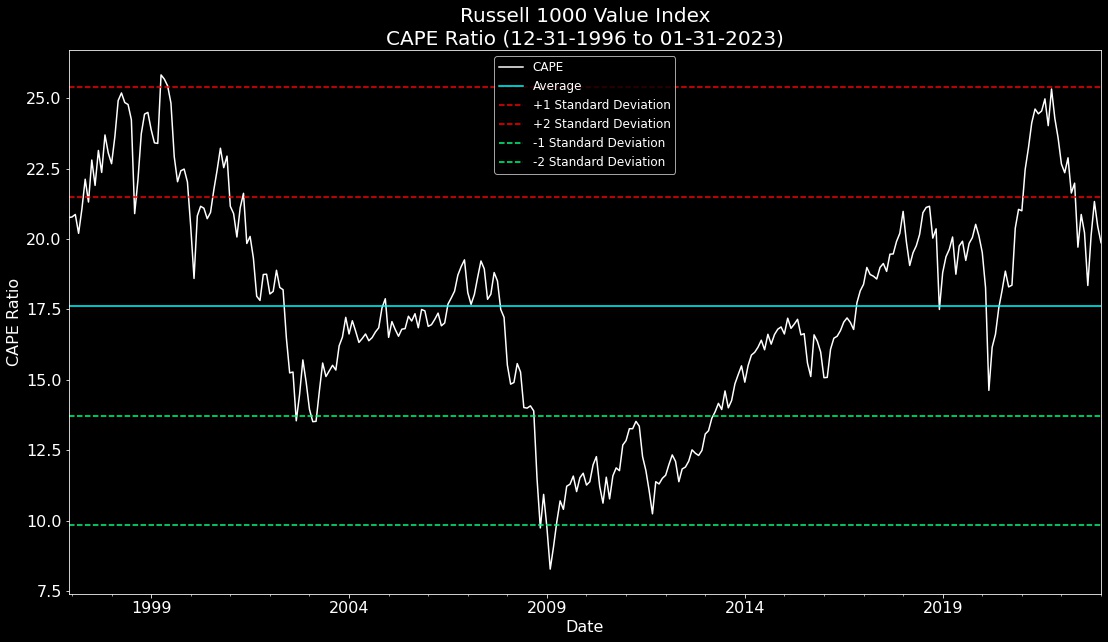 Russell 1000 Value Index
CAPE Ratio (12-31-1996 to 01-31-2023)
CAPE
Average
+1 Standard Deviation
+2 Standard Deviation
-1 Standard Deviation
-2 Standard Deviation
CAPE Ratio
25.0
22.5
20.0
17.5
15.0
12.5
10.0
7.5
1999
2004
2009
2014
2019
Date